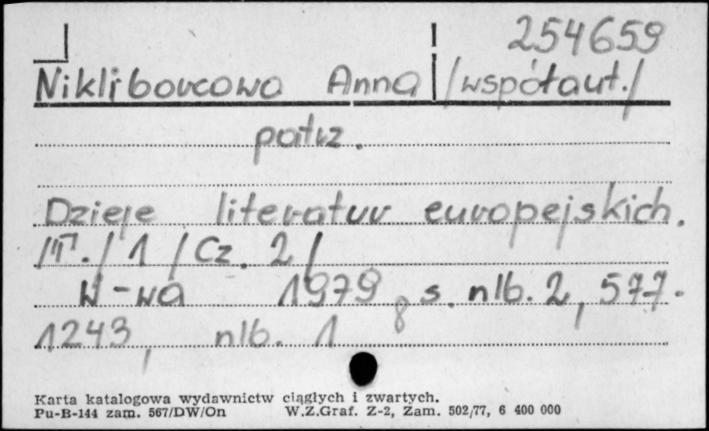 254659
Nikliborcowa Anna /współaut./
patrz.
Dzieje literatur europejskich.
/T./ 1 /Cz. 2/
W-wa 1979 8 s. nlb. 2, 577-
1243, nlb. 1
Karta katalogowa wydawnictw ciągłych i zwartych.
Pu-B-144 zam. 567/DW/On W.Z.Graf. Z-2, Zam. 502/77, 6 400 000